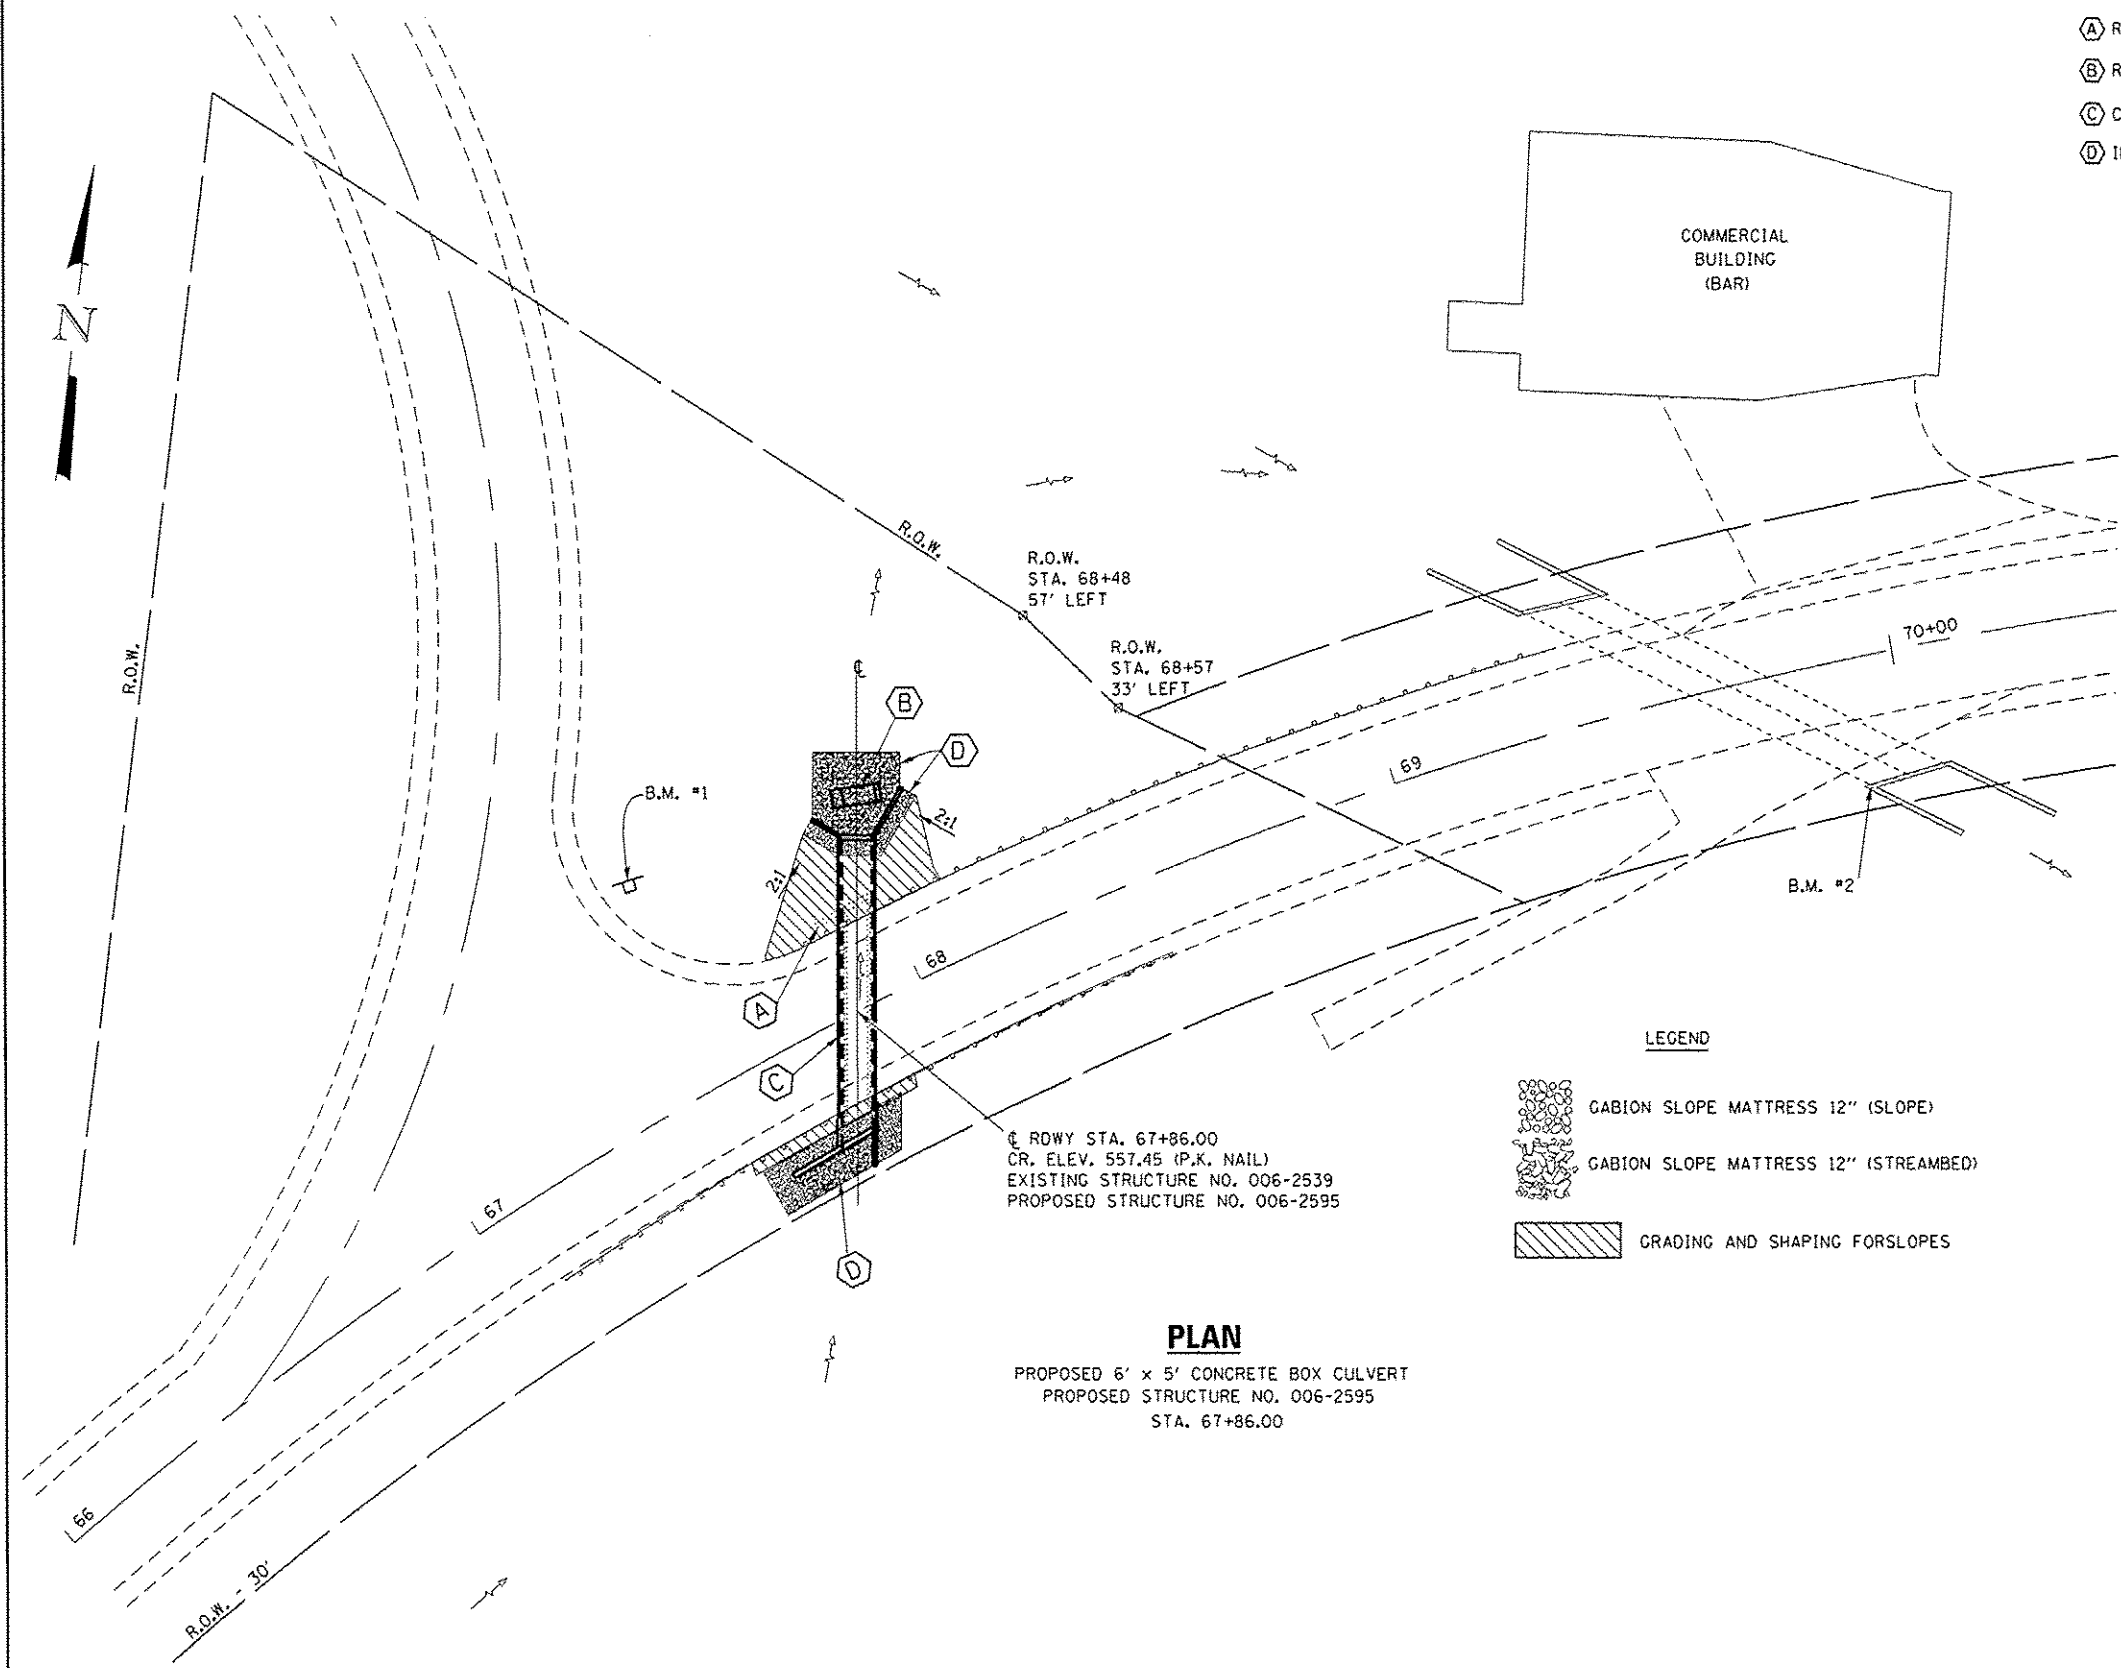 Ⓐ R
Ⓑ R
Ⓒ C
Ⓓ
COMMERCIAL
BUILDING
(BAR)
N
R.O.W.
R.O.W.
R.O.W.
STA. 68+48
57' LEFT
R.O.W.
STA. 68+57
33' LEFT
70+00
℄
B
D
69
B.M. #1
2:1
2:1
B.M. #2
68
A
C
LEGEND
GABION SLOPE MATTRESS 12" (SLOPE)
GABION SLOPE MATTRESS 12" (STREAMBED)
GRADING AND SHAPING FORSLOPES
℄ RDWY STA. 67+86.00
CR. ELEV. 557.45 (P.K. NAIL)
EXISTING STRUCTURE NO. 006-2539
PROPOSED STRUCTURE NO. 006-2595
67
D
PLAN
PROPOSED 6' x 5' CONCRETE BOX CULVERT
PROPOSED STRUCTURE NO. 006-2595
STA. 67+86.00
66
R.O.W. - 30'